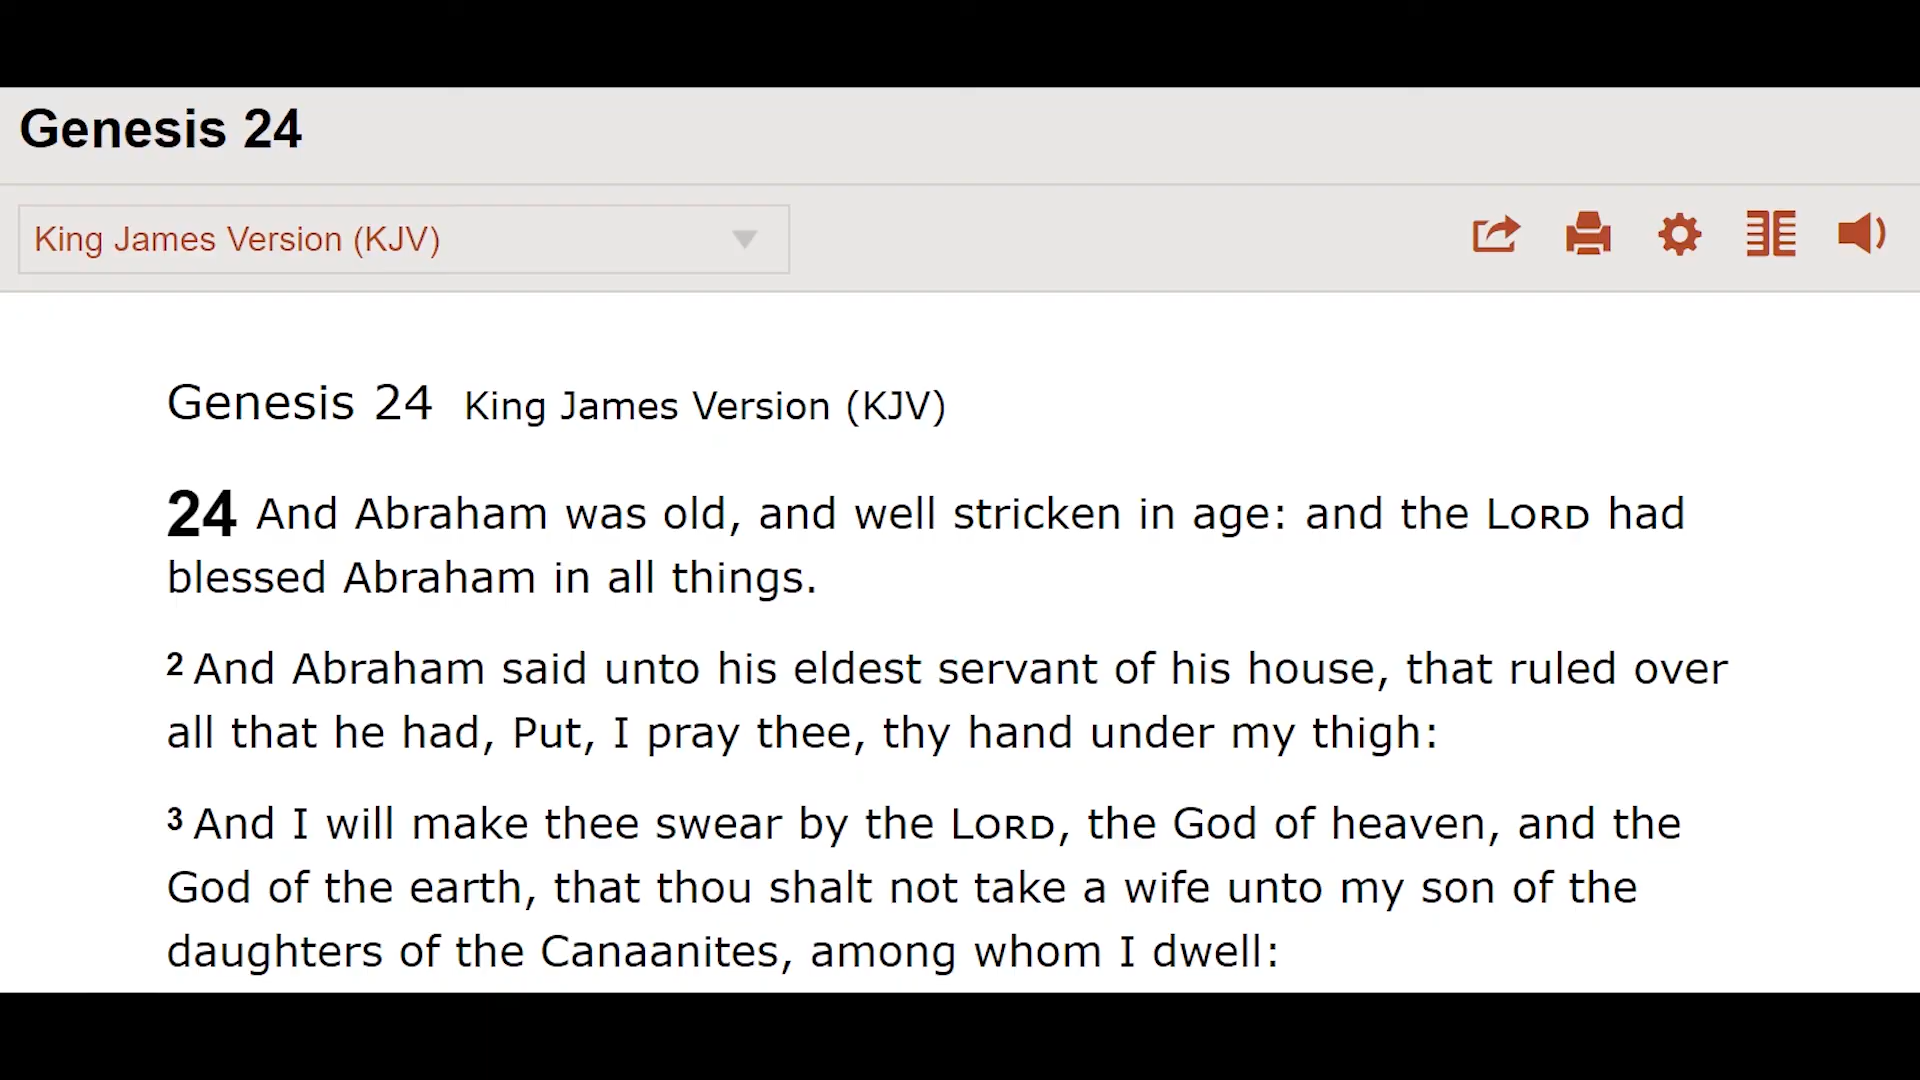 Genesis 24
King James Version (KJV)
Genesis 24 King James Version (KJV)
24 And Abraham was old, and well stricken in age: and the LORD had
blessed Abraham in all things.
2 And Abraham said unto his eldest servant of his house, that ruled over
all that he had, Put, I pray thee, thy hand under my thigh:
3 And I will make thee swear by the LORD, the God of heaven, and the
God of the earth, that thou shalt not take a wife unto my son of the
daughters of the Canaanites, among whom I dwell: